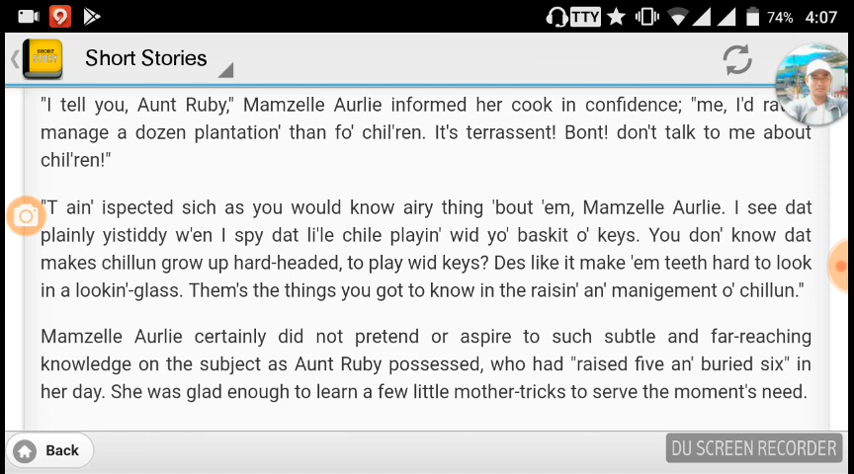 TTY 74% 4:07
SHORT
Short Stories
"I tell you, Aunt Ruby," Mamzelle Aurlie informed her cook in confidence; "me, I'd
manage a dozen plantation' than fo' chil'ren. It's terrassent! Bont! don't talk to me about
chil'ren!"
"T ain' ispected sich as you would know airy thing 'bout 'em, Mamzelle Aurlie. I see dat
plainly yistiddy w'en I spy dat li'le chile playin' wid yo' baskit o' keys. You don' know dat
makes chillun grow up hard-headed, to play wid keys? Des like it make 'em teeth hard to look
in a lookin'-glass. Them's the things you got to know in the raisin' an' manigement o' chillun."
Mamzelle Aurlie certainly did not pretend or aspire to such subtle and far-reaching
knowledge on the subject as Aunt Ruby possessed, who had "raised five an' buried six" in
her day. She was glad enough to learn a few little mother-tricks to serve the moment's need.
Back
DU SCREEN RECORDER